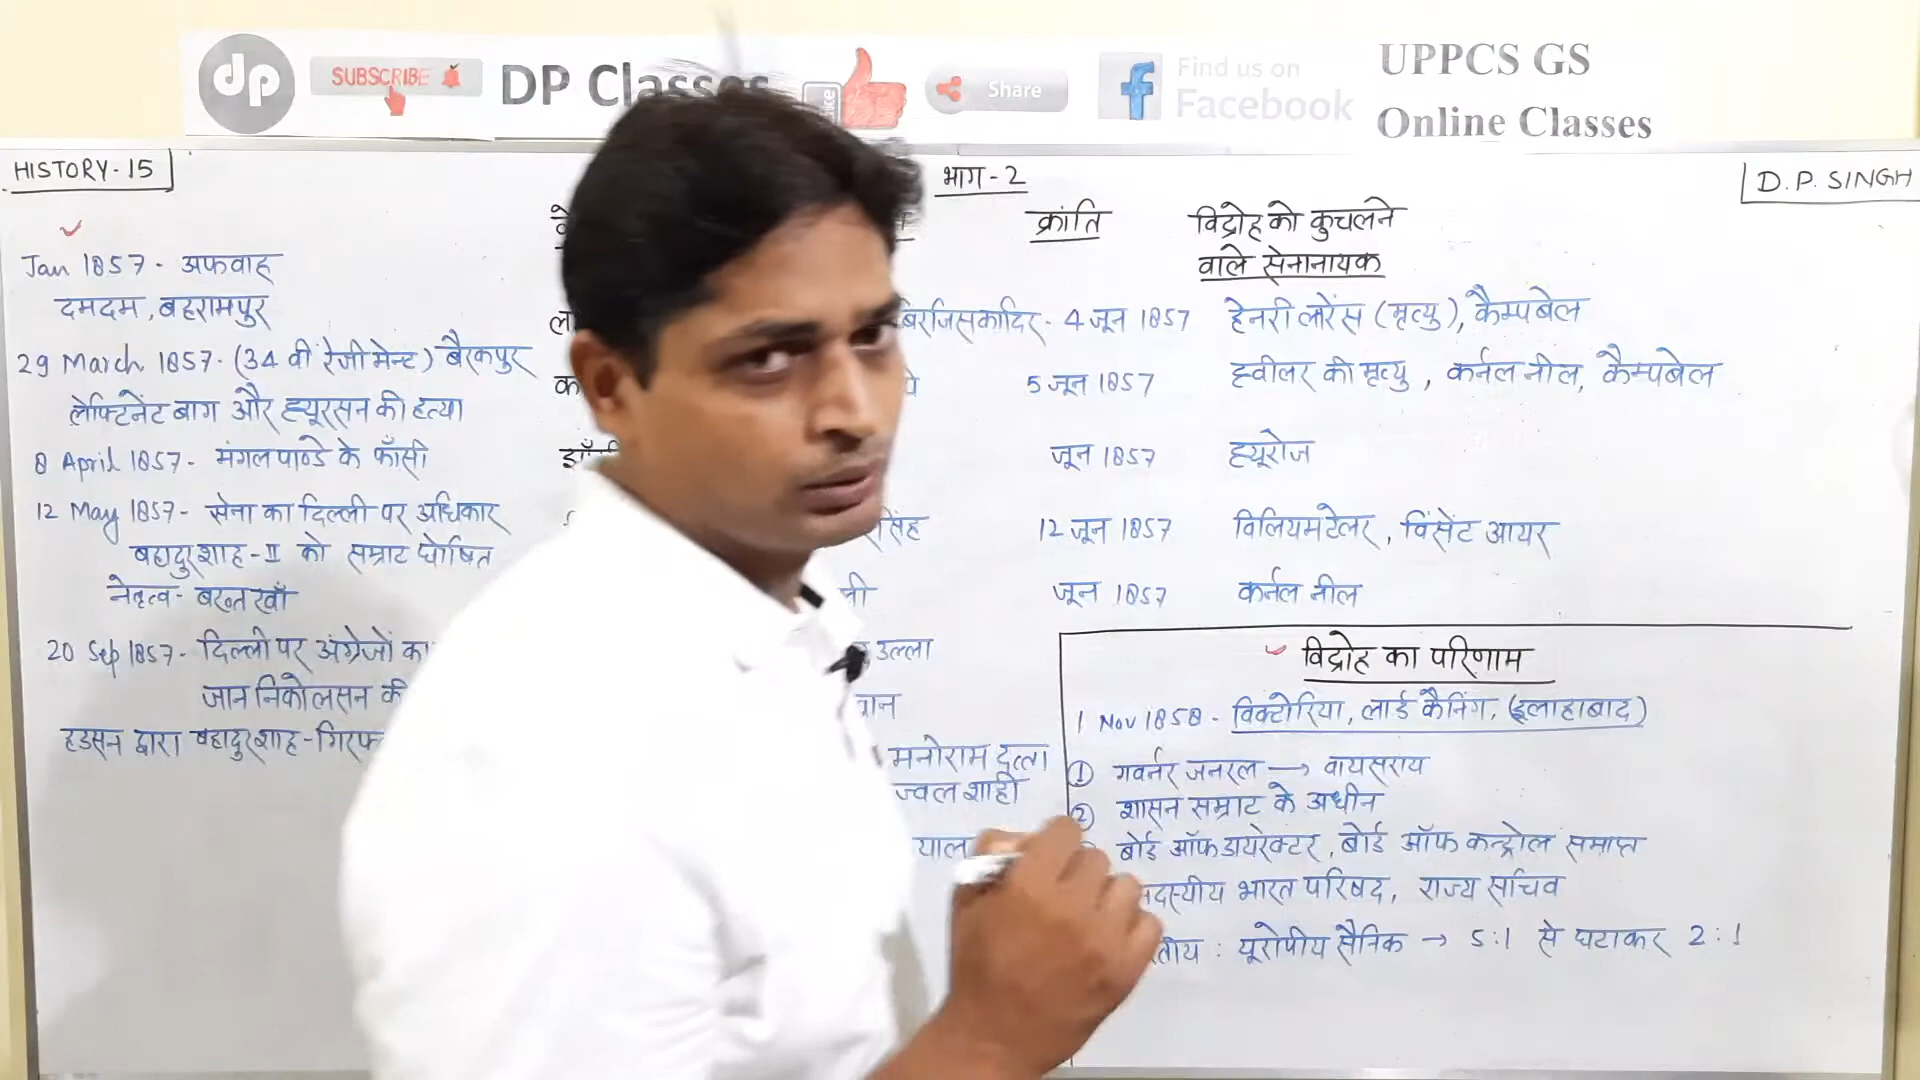 dp
SUBSCRIBE
DP Classes
Share
Find us on
Facebook
UPPCS GS
Online Classes
HISTORY-15
भाग-2
D.P. SINGH
Jan 1857 - अफवाह
दमदम, बहरामपुर
29 March 1857 - (34 वीं रेजीमेन्ट) बैरकपुर
लेफ्टिनेंट बाग और ह्यूरसन की हत्या
8 April 1857 - मंगल पाण्डे के फाँसी
12 May 1857 - सेना का दिल्ली पर अधिकार
बहादुर शाह-II को सम्राट घोषित
नेतृत्व - बख्त खाँ
20 Sep 1857 - दिल्ली पर अंग्रेजों का
जान निकोलसन की
हडसन द्वारा बहादुर शाह - गिरफ
क्रांति
विद्रोह को कुचलने
वाले सेनानायक
बिरजिस कादिर - 4 जून 1857 हेनरी लोरेंस (मृत्यु), कैम्पबेल
5 जून 1857 ह्वीलर की मृत्यु, कर्नल नील, कैम्पबेल
जून 1857 ह्यूरोज
सिंह 12 जून 1857 विलियम टेलर, विंसेंट आयर
जून 1857 कर्नल नील
उल्ला
मनोराम दत्ता
विद्रोह का परिणाम
1 Nov 1858 - विक्टोरिया, लार्ड कैनिंग, (इलाहाबाद)
① गवर्नर जनरल → वायसराय
② शासन सम्राट के अधीन
बोर्ड ऑफ डायरेक्टर, बोर्ड ऑफ कन्ट्रोल समाप्त
सदस्यीय भारत परिषद, राज्य सचिव
तीय : यूरोपीय सैनिक → 5:1 से घटाकर 2:1